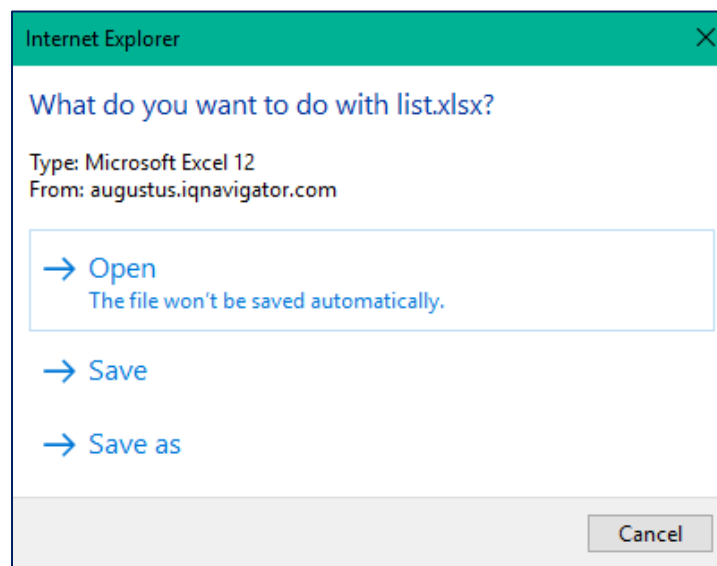 Internet Explorer
What do you want to do with list.xlsx?
Type: Microsoft Excel 12
From: augustus.iqnavigator.com
Open
The file won't be saved automatically.
Save
Save as
Cancel